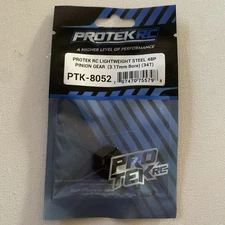 PROTEKRC
A HIGHER LEVEL OF PERFORMANCE
PROTEK RC LIGHTWEIGHT STEEL 48P
PINION GEAR (3.17mm Bore) (34T)
PTK-8052
PRO
TEK RC